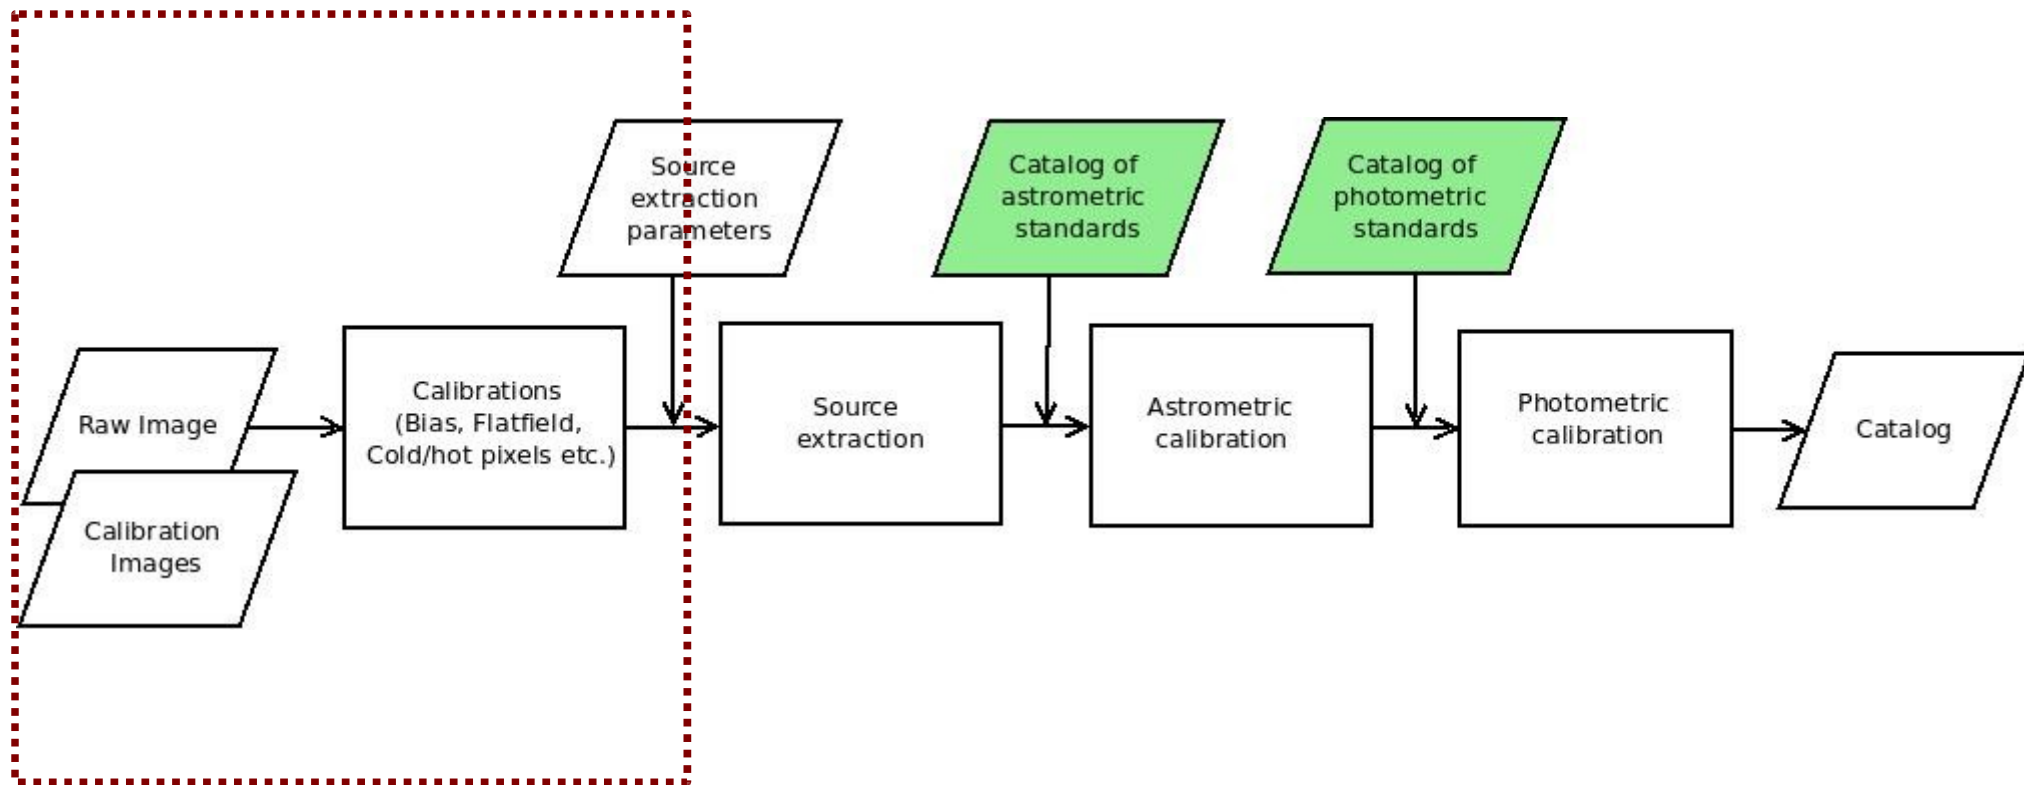 Source
extraction
parameters
Catalog of
astrometric
standards
Catalog of
photometric
standards
Raw Image
Calibration
Images
Calibrations
(Bias, Flatfield,
Cold/hot pixels etc.)
Source
extraction
Astrometric
calibration
Photometric
calibration
Catalog